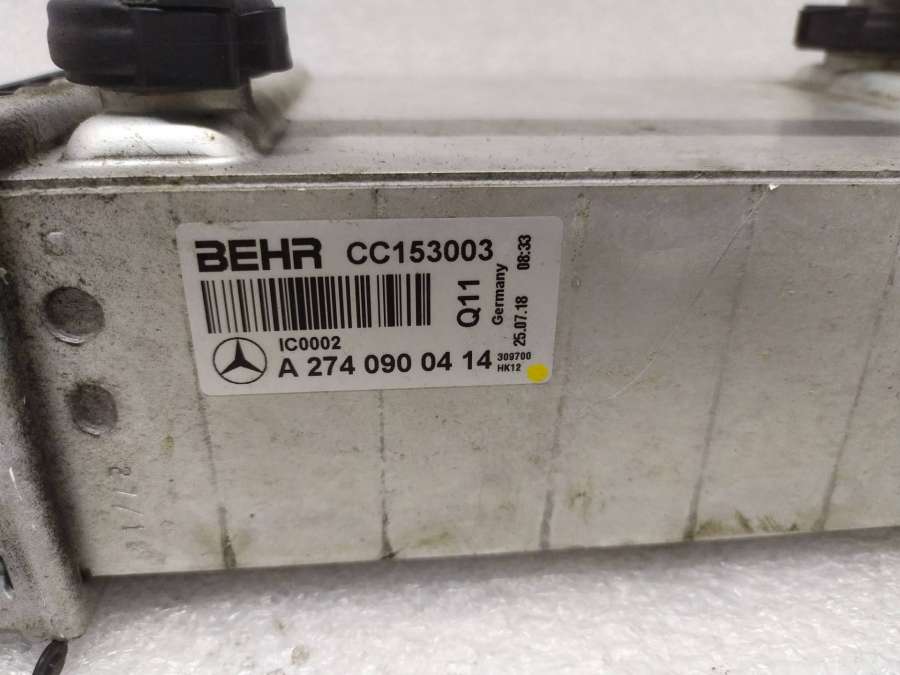 BEHR CC153003
Q11
Germany
25.07.18 08:33
IC0002
A 274 090 04 14
309700
HK12